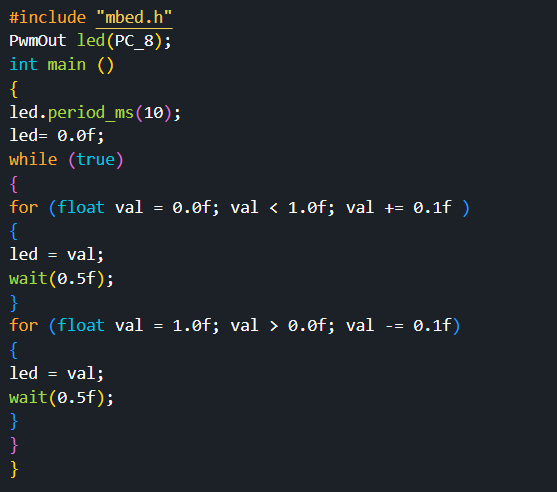 #include "mbed.h"
PwmOut led(PC_8);
int main ()
{
led.period_ms(10);
led= 0.0f;
while (true)
{
for (float val = 0.0f; val < 1.0f; val += 0.1f )
{
led = val;
wait(0.5f);
}
for (float val = 1.0f; val > 0.0f; val -= 0.1f)
{
led = val;
wait(0.5f);
}
}
}